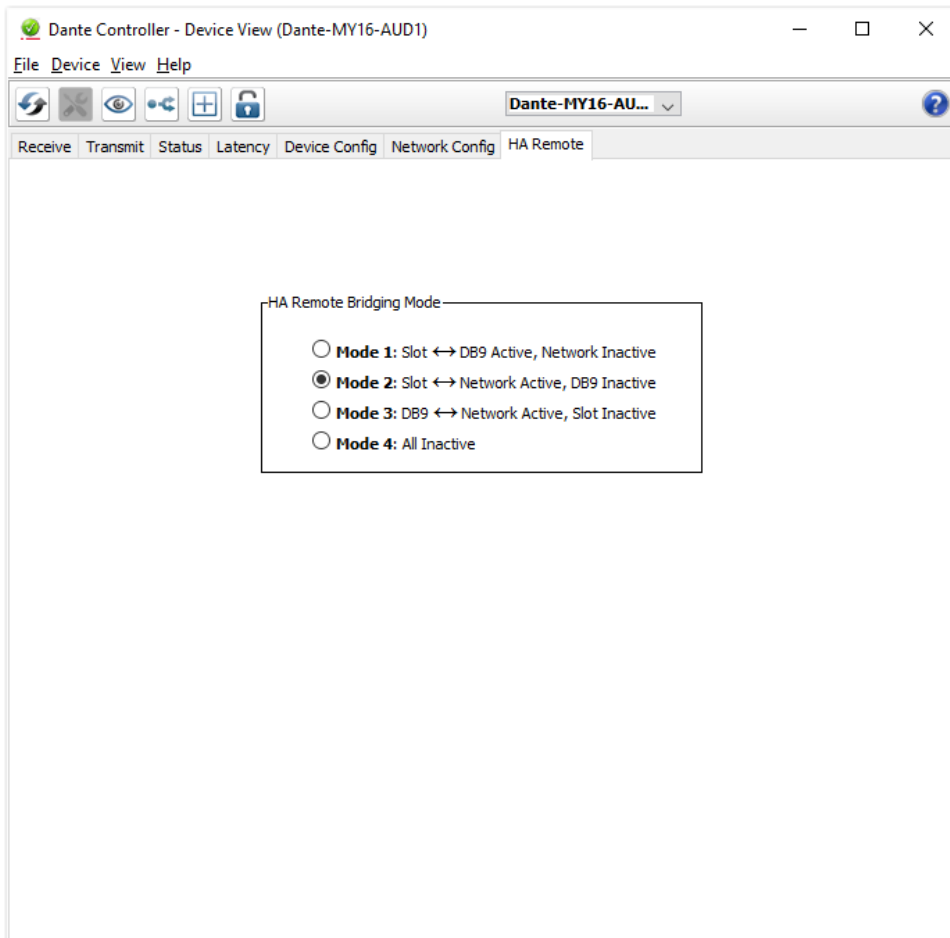 Dante Controller - Device View (Dante-MY16-AUD1)
File Device View Help
Dante-MY16-AU...
Receive Transmit Status Latency Device Config Network Config HA Remote
HA Remote Bridging Mode
Mode 1: Slot ↔ DB9 Active, Network Inactive
Mode 2: Slot ↔ Network Active, DB9 Inactive
Mode 3: DB9 ↔ Network Active, Slot Inactive
Mode 4: All Inactive